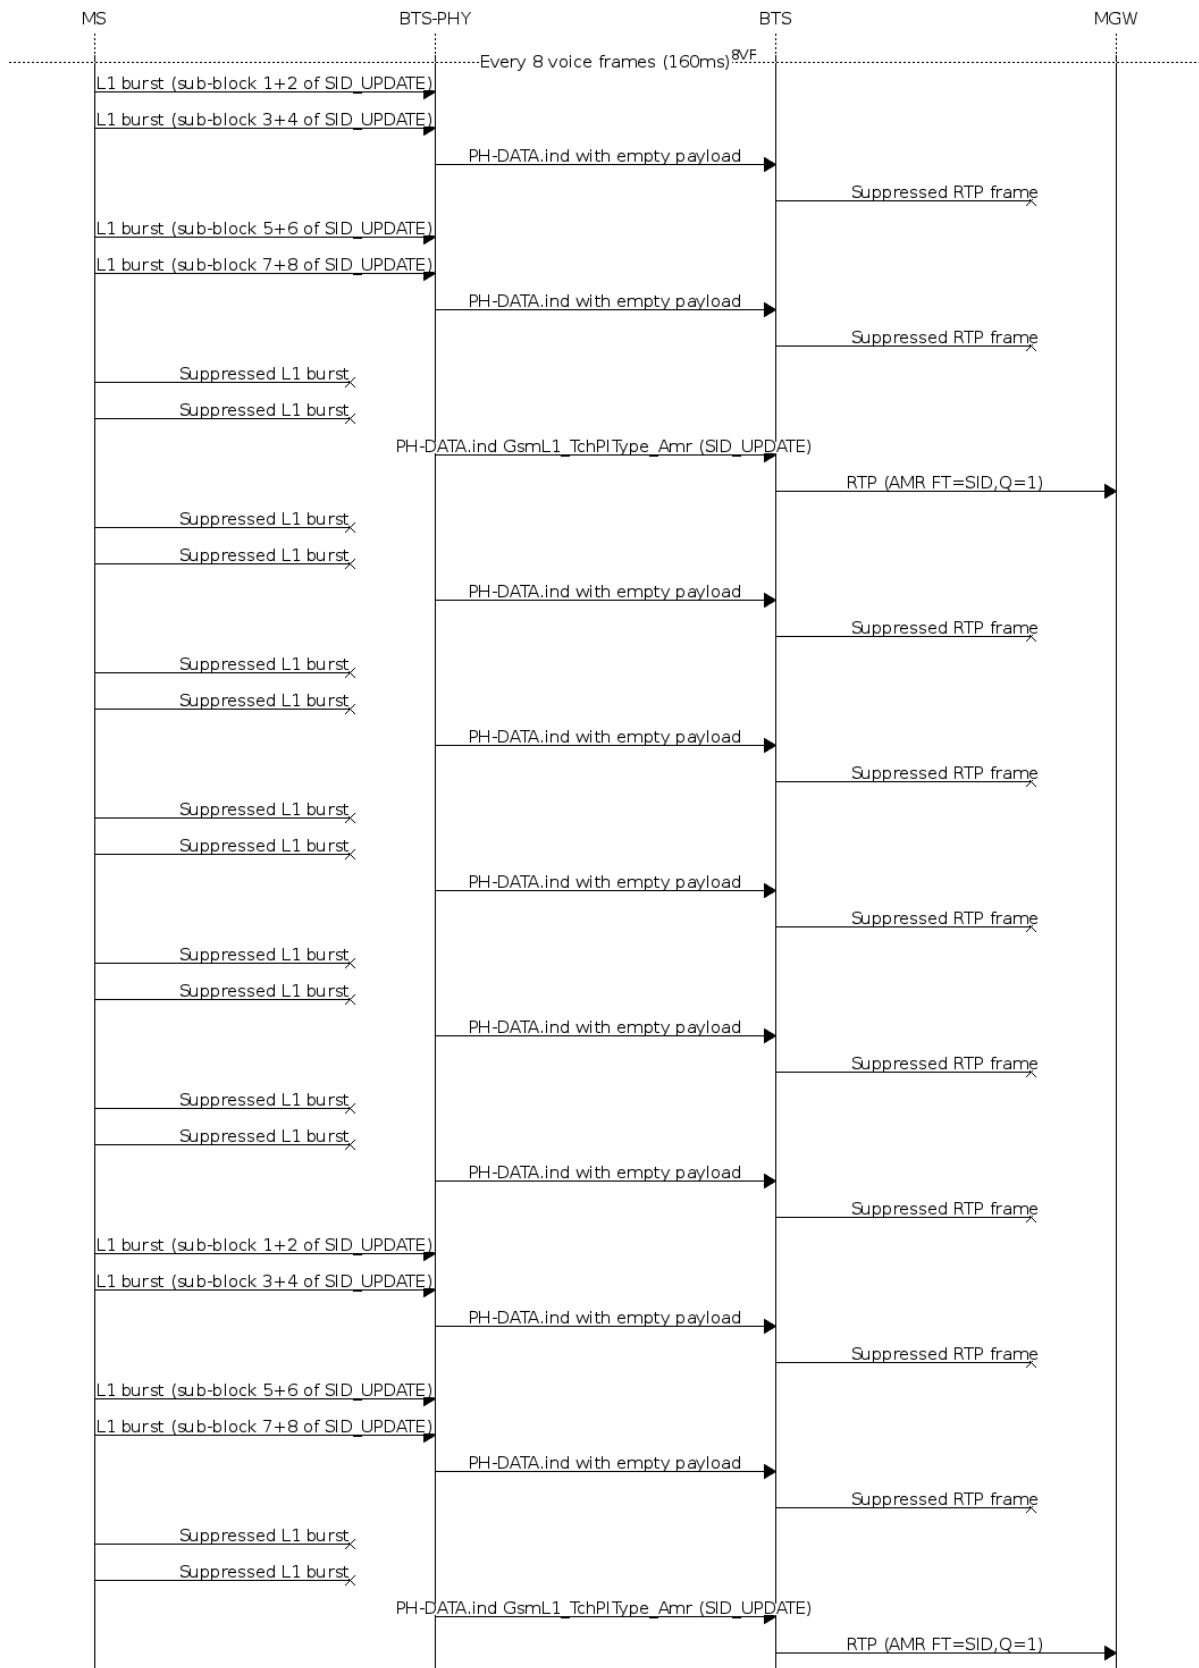 MS BTS-PHY BTS MGW
Every 8 voice frames (160ms) 8VF
L1 burst (sub-block 1+2 of SID_UPDATE)
L1 burst (sub-block 3+4 of SID_UPDATE)
PH-DATA.ind with empty payload
Suppressed RTP frame
L1 burst (sub-block 5+6 of SID_UPDATE)
L1 burst (sub-block 7+8 of SID_UPDATE)
PH-DATA.ind with empty payload
Suppressed RTP frame
Suppressed L1 burst
Suppressed L1 burst
PH-DATA.ind GsmL1_TchPlType_Amr (SID_UPDATE)
RTP (AMR FT=SID,Q=1)
Suppressed L1 burst
Suppressed L1 burst
PH-DATA.ind with empty payload
Suppressed RTP frame
Suppressed L1 burst
Suppressed L1 burst
PH-DATA.ind with empty payload
Suppressed RTP frame
Suppressed L1 burst
Suppressed L1 burst
PH-DATA.ind with empty payload
Suppressed RTP frame
Suppressed L1 burst
Suppressed L1 burst
PH-DATA.ind with empty payload
Suppressed RTP frame
Suppressed L1 burst
Suppressed L1 burst
PH-DATA.ind with empty payload
Suppressed RTP frame
L1 burst (sub-block 1+2 of SID_UPDATE)
L1 burst (sub-block 3+4 of SID_UPDATE)
PH-DATA.ind with empty payload
Suppressed RTP frame
L1 burst (sub-block 5+6 of SID_UPDATE)
L1 burst (sub-block 7+8 of SID_UPDATE)
PH-DATA.ind with empty payload
Suppressed RTP frame
Suppressed L1 burst
Suppressed L1 burst
PH-DATA.ind GsmL1_TchPlType_Amr (SID_UPDATE)
RTP (AMR FT=SID,Q=1)